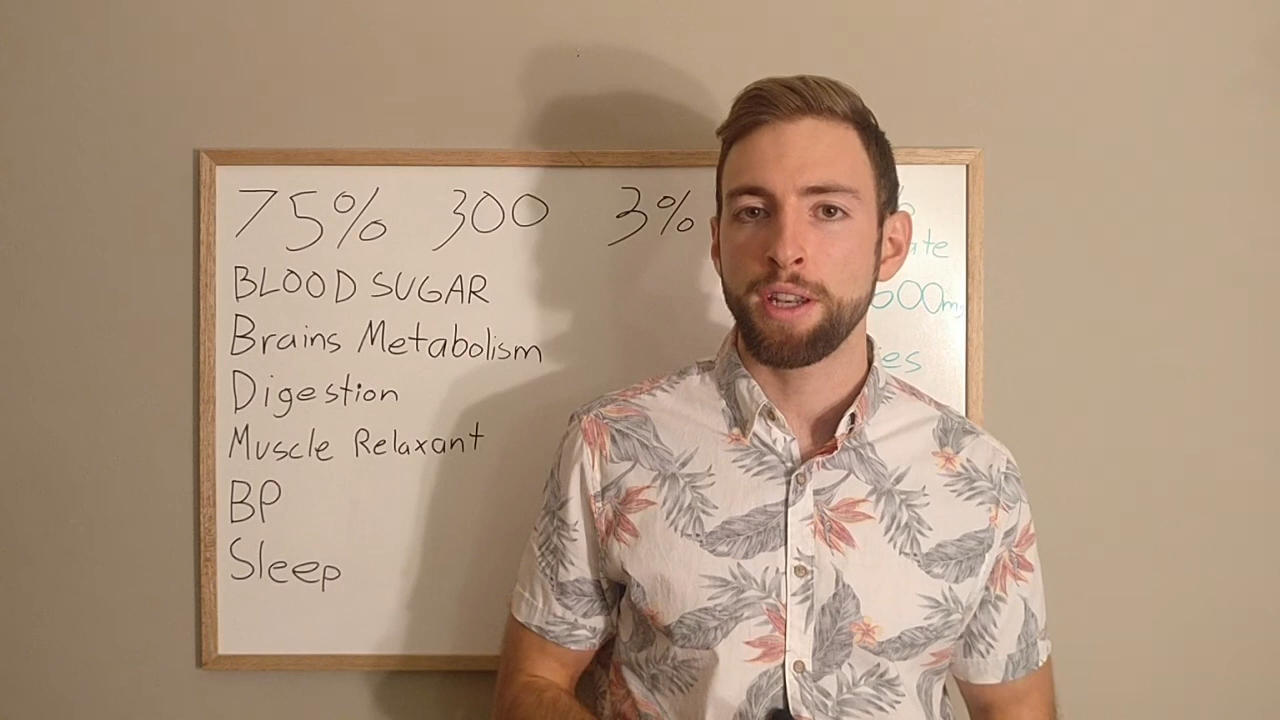 75% 300 3%
BLOOD SUGAR
Brains Metabolism
Digestion
Muscle Relaxant
BP
Sleep